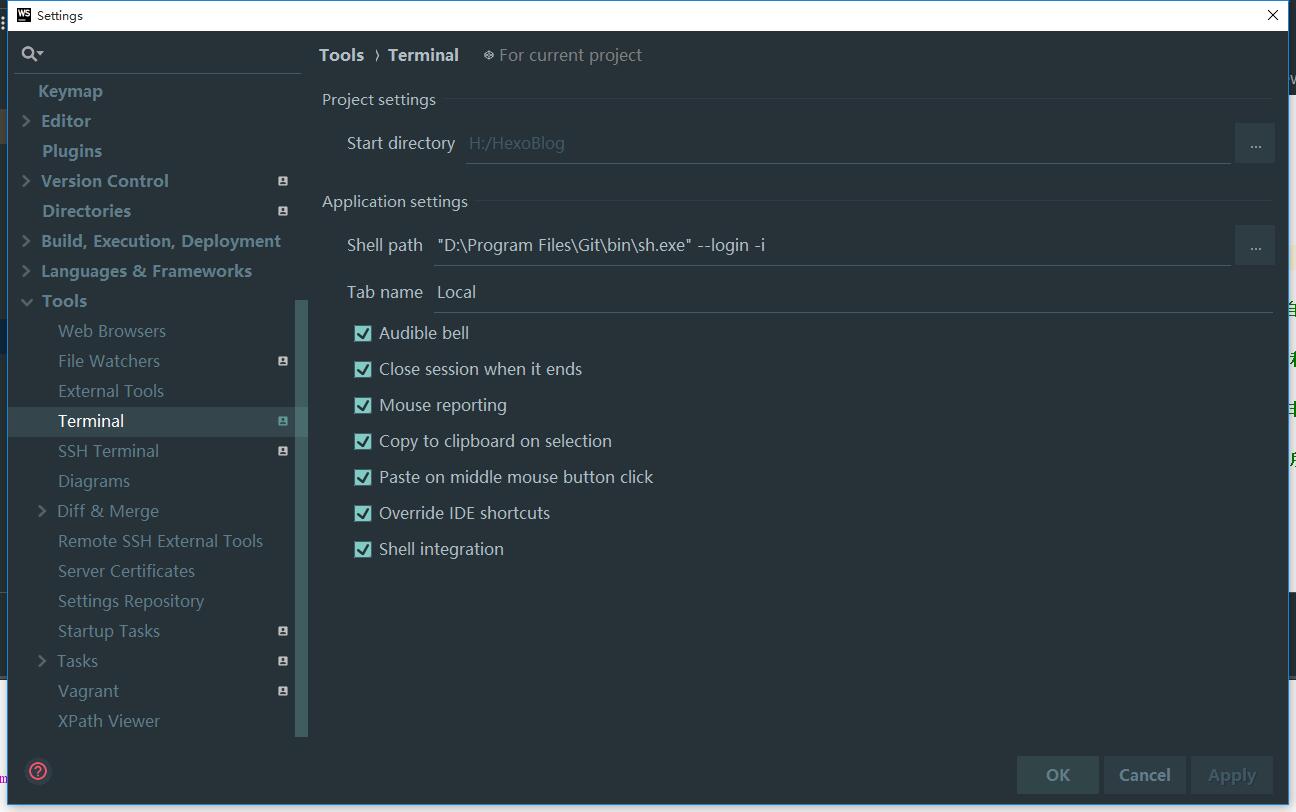 WS Settings
Tools › Terminal For current project
Keymap
Editor
Plugins
Version Control
Directories
Build, Execution, Deployment
Languages & Frameworks
Tools
Web Browsers
File Watchers
External Tools
Terminal
SSH Terminal
Diagrams
Diff & Merge
Remote SSH External Tools
Server Certificates
Settings Repository
Startup Tasks
Tasks
Vagrant
XPath Viewer
Project settings
Start directory H:/HexoBlog ...
Application settings
Shell path "D:\Program Files\Git\bin\sh.exe" --login -i ...
Tab name Local
Audible bell
Close session when it ends
Mouse reporting
Copy to clipboard on selection
Paste on middle mouse button click
Override IDE shortcuts
Shell integration
?
OK Cancel Apply